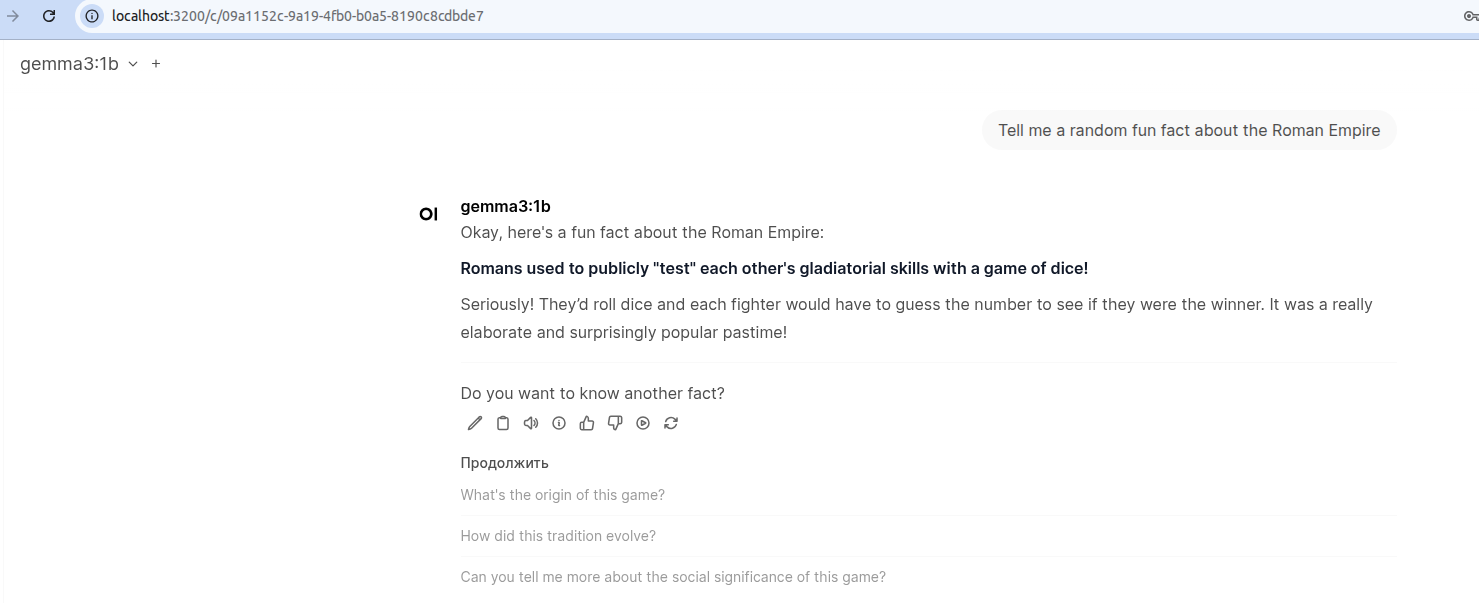 localhost:3200/c/09a1152c-9a19-4fb0-b0a5-8190c8cdbde7
gemma3:1b
Tell me a random fun fact about the Roman Empire
OI
gemma3:1b
Okay, here's a fun fact about the Roman Empire:
Romans used to publicly "test" each other's gladiatorial skills with a game of dice!
Seriously! They’d roll dice and each fighter would have to guess the number to see if they were the winner. It was a really
elaborate and surprisingly popular pastime!
Do you want to know another fact?
Продолжить
What's the origin of this game?
How did this tradition evolve?
Can you tell me more about the social significance of this game?